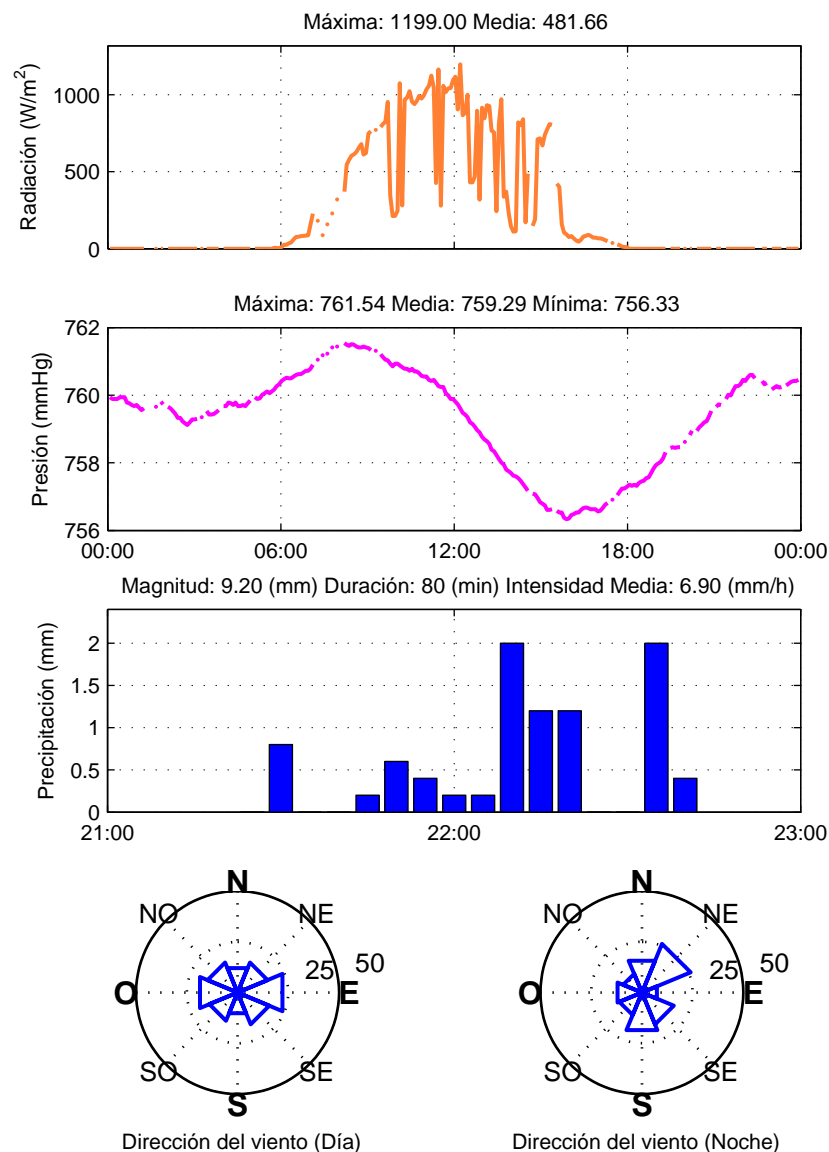 Máxima: 1199.00 Media: 481.66
Radiación (W/m²)
1000
500
0
Máxima: 761.54 Media: 759.29 Mínima: 756.33
Presión (mmHg)
762
760
758
756
00:00 06:00 12:00 18:00 00:00
Magnitud: 9.20 (mm) Duración: 80 (min) Intensidad Media: 6.90 (mm/h)
Precipitación (mm)
2
1.5
1
0.5
0
21:00 22:00 23:00
N
NO NE
25 50
O E
SO SE
S
Dirección del viento (Día)
N
NO NE
25 50
O E
SO SE
S
Dirección del viento (Noche)